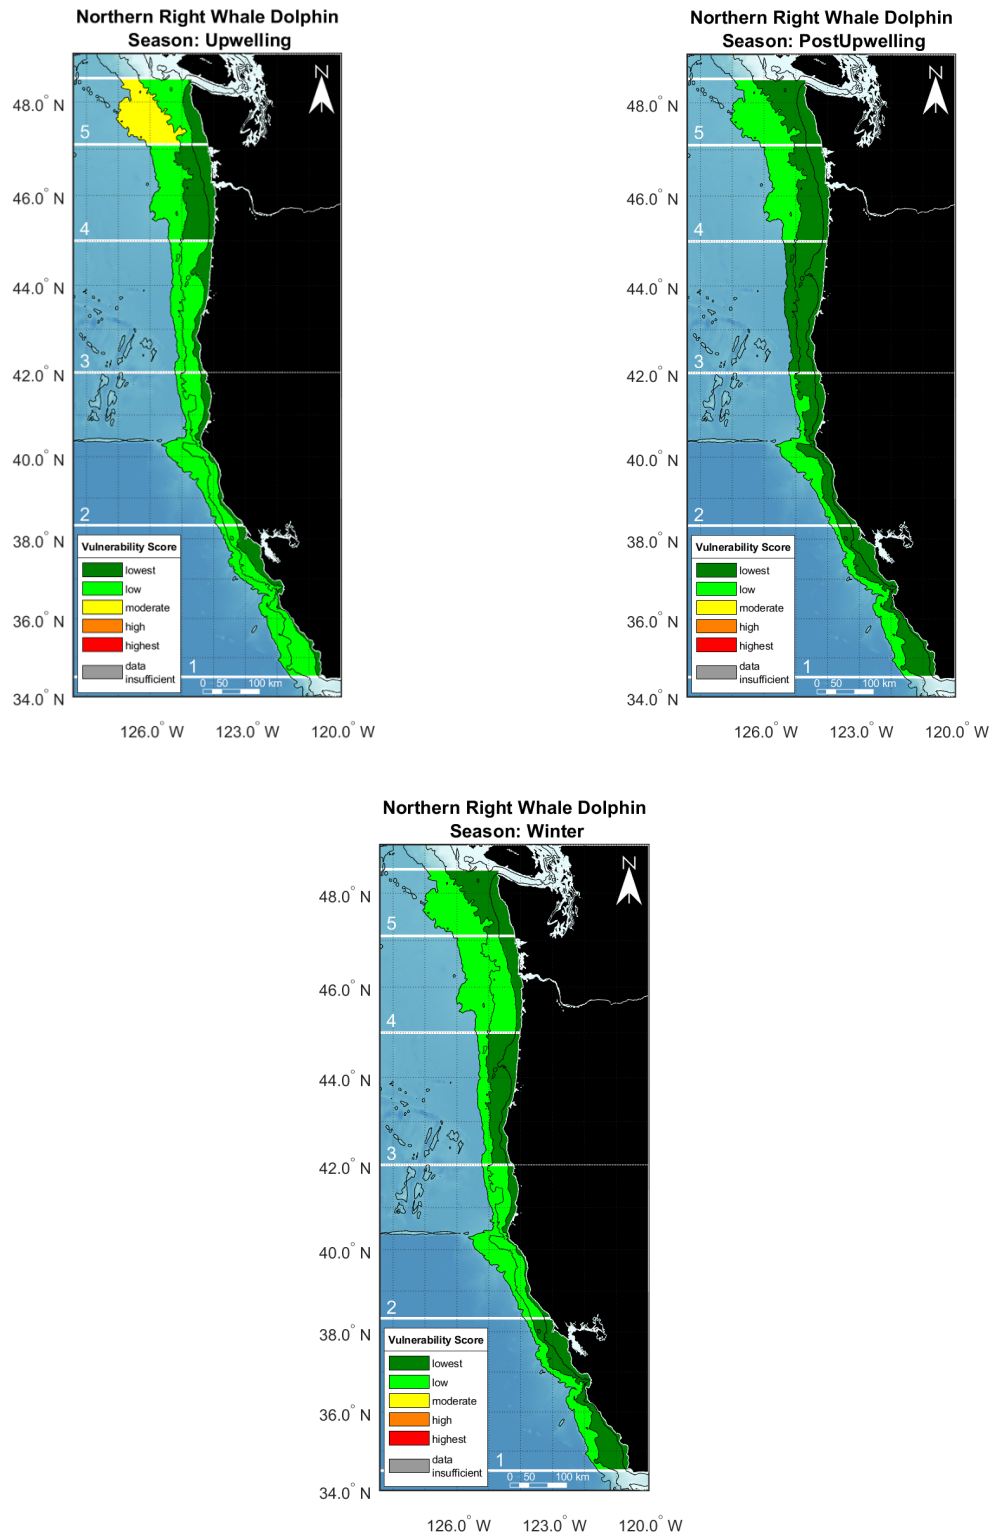 Northern Right Whale Dolphin
Season: Upwelling
N
48.0° N
5
46.0° N
4
44.0° N
3
42.0° N
40.0° N
2
38.0° N
Vulnerability Score
lowest
low
moderate
high
highest
data
insufficient
36.0° N
1
0 50 100 km
34.0° N
126.0° W 123.0° W 120.0° W
Northern Right Whale Dolphin
Season: PostUpwelling
N
48.0° N
5
46.0° N
4
44.0° N
3
42.0° N
40.0° N
2
38.0° N
Vulnerability Score
lowest
low
moderate
high
highest
data
insufficient
36.0° N
1
0 50 100 km
34.0° N
126.0° W 123.0° W 120.0° W
Northern Right Whale Dolphin
Season: Winter
N
48.0° N
5
46.0° N
4
44.0° N
3
42.0° N
40.0° N
2
38.0° N
Vulnerability Score
lowest
low
moderate
high
highest
data
insufficient
36.0° N
1
0 50 100 km
34.0° N
126.0° W 123.0° W 120.0° W